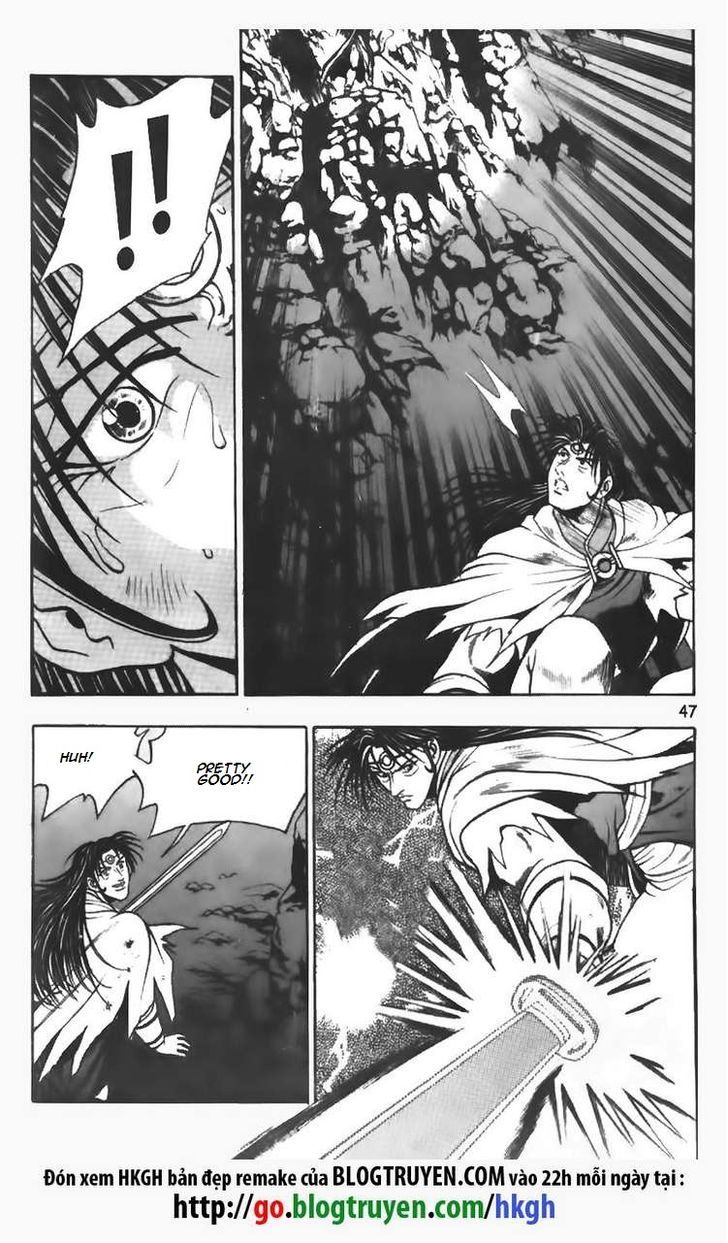 !!
47
HUH!
PRETTY
GOOD!!
Đón xem HKGH bản đẹp remake của BLOGTRUYEN.COM vào 22h mỗi ngày tại :
http://go.blogtruyen.com/hkgh